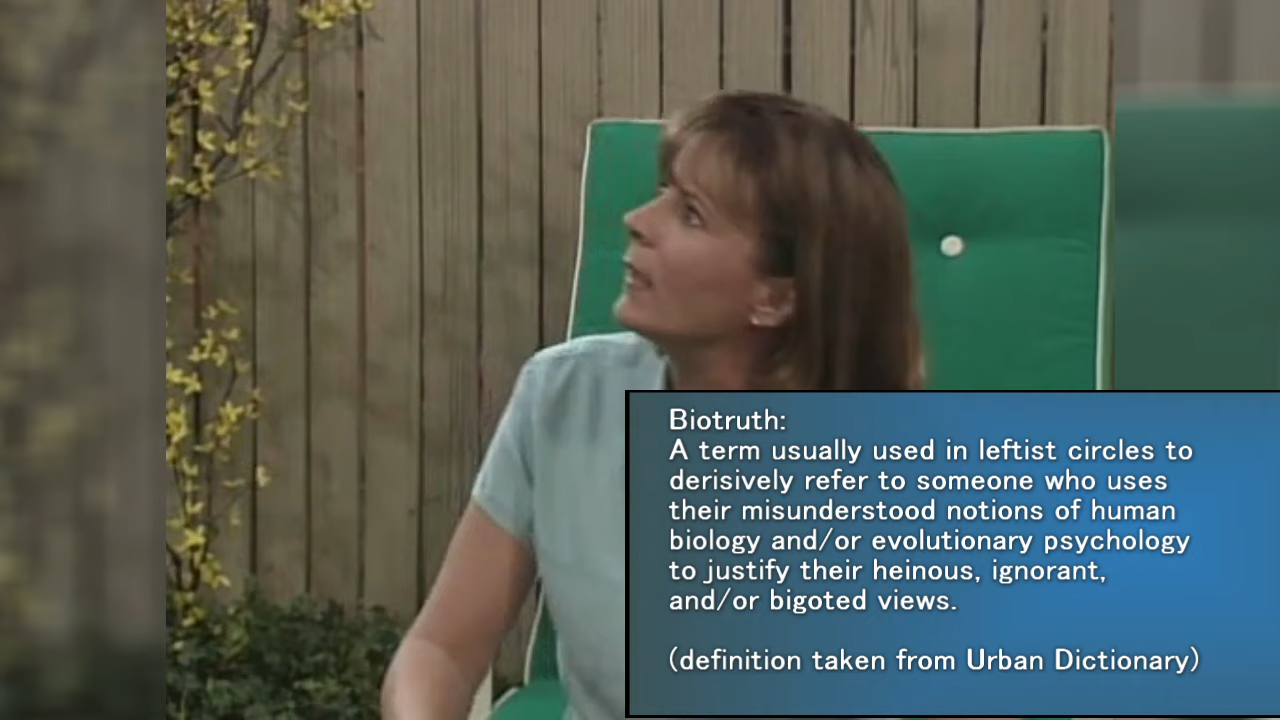 Biotruth:
A term usually used in leftist circles to
derisively refer to someone who uses
their misunderstood notions of human
biology and/or evolutionary psychology
to justify their heinous, ignorant,
and/or bigoted views.
(definition taken from Urban Dictionary)